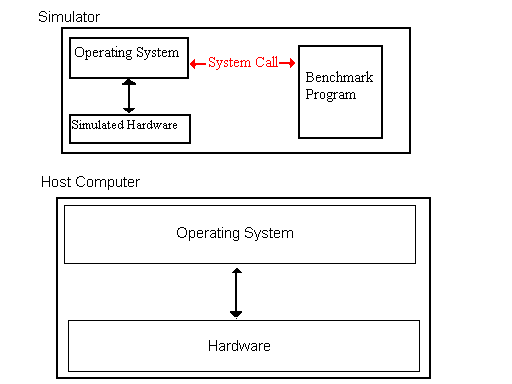 Simulator
Operating System
System Call
Benchmark
Program
Simulated Hardware
Host Computer
Operating System
Hardware